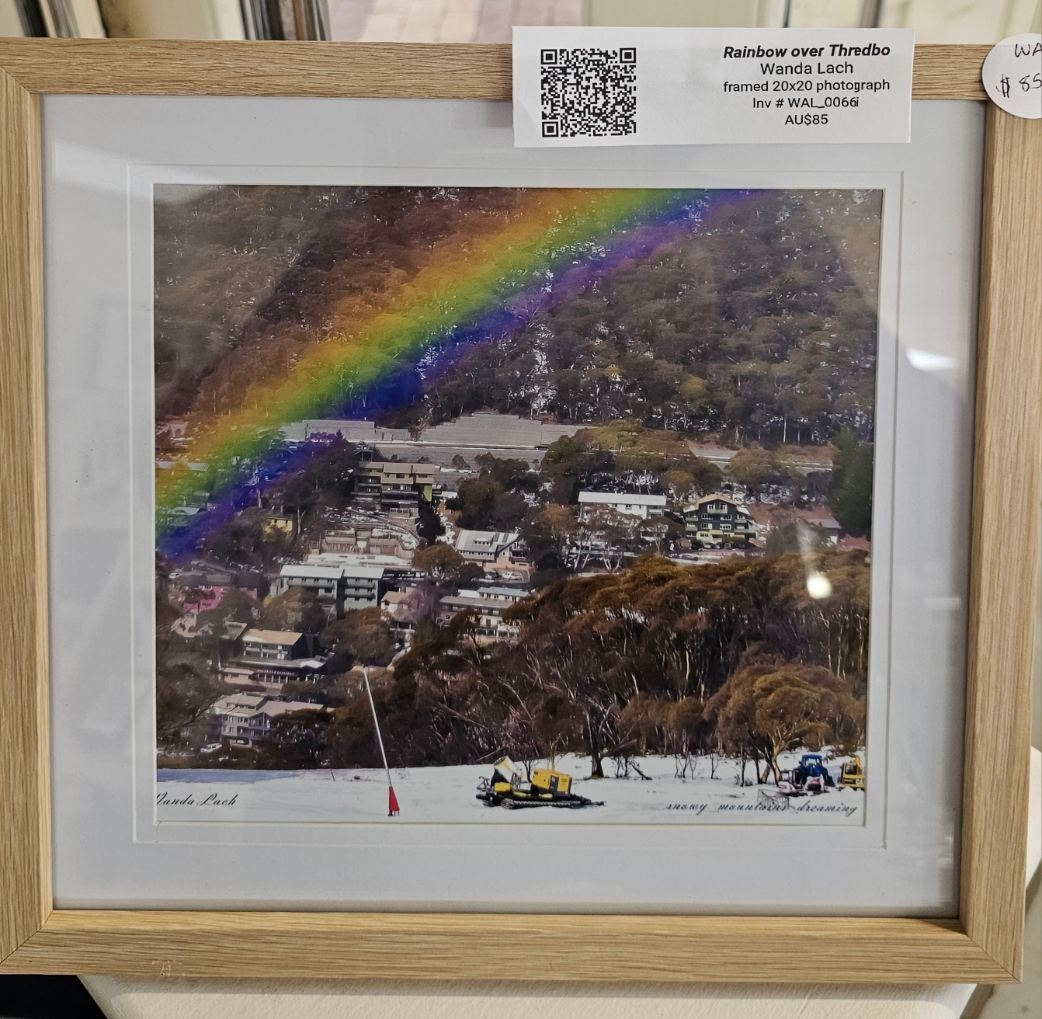 Rainbow over Thredbo
Wanda Lach
framed 20x20 photograph
Inv # WAL_0066i
AU$85
WA
$85
Wanda Lach
snowy mountains dreaming